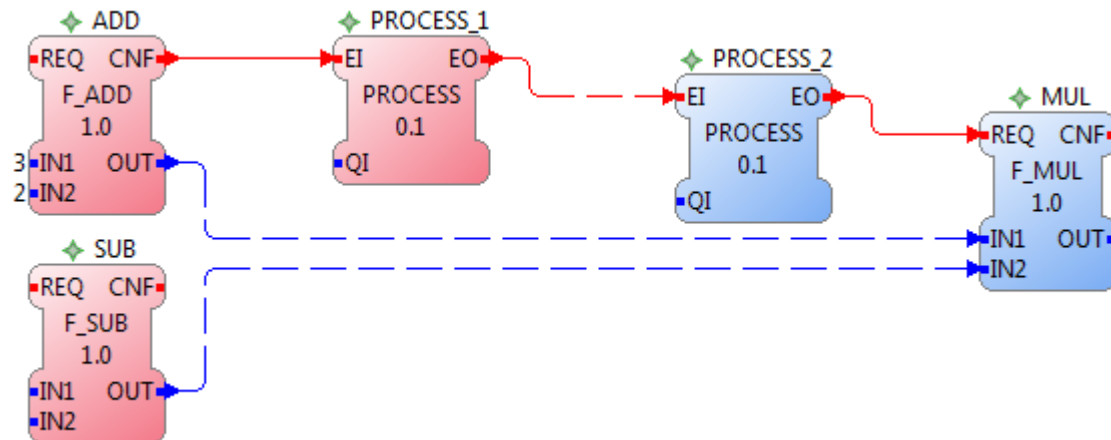 ADD
REQ CNF
F_ADD
1.0
3 IN1 OUT
2 IN2
PROCESS_1
EI EO
PROCESS
0.1
QI
PROCESS_2
EI EO
PROCESS
0.1
QI
MUL
REQ CNF
F_MUL
1.0
IN1 OUT
IN2
SUB
REQ CNF
F_SUB
1.0
IN1 OUT
IN2